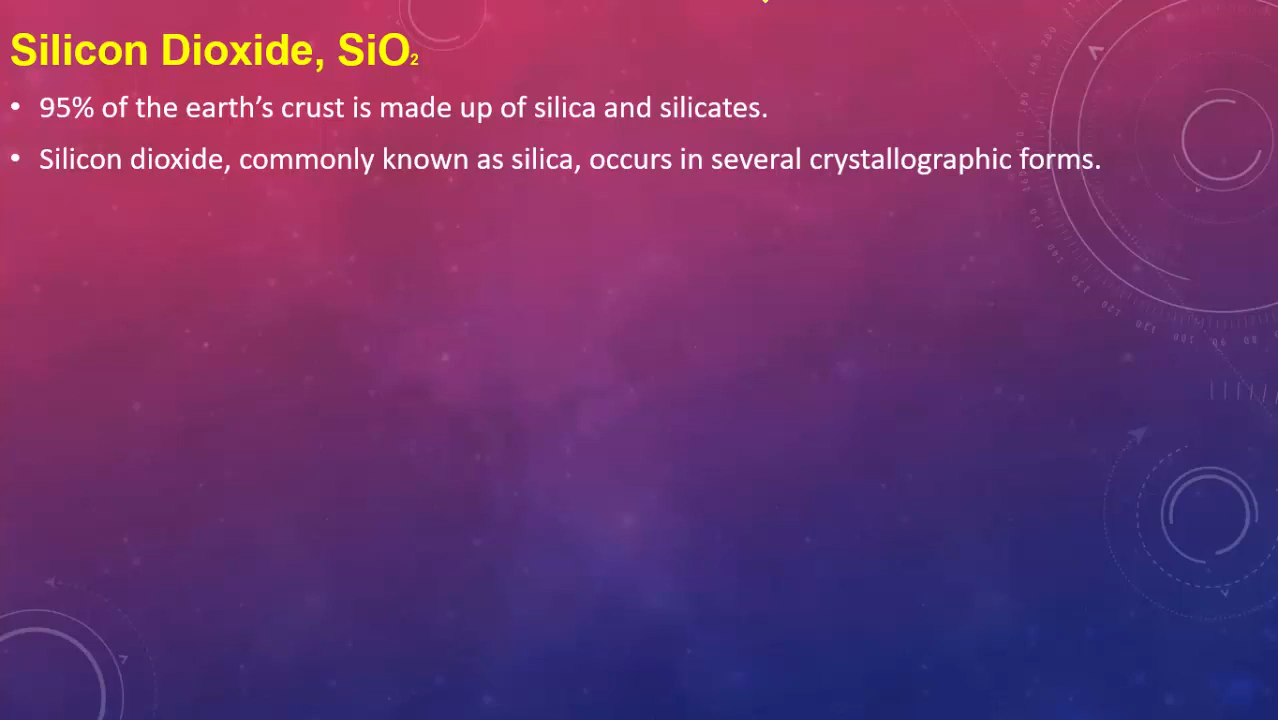 Silicon Dioxide, SiO₂
• 95% of the earth’s crust is made up of silica and silicates.
• Silicon dioxide, commonly known as silica, occurs in several crystallographic forms.